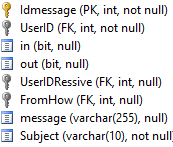 Idmessage (PK, int, not null)
UserID (FK, int, not null)
in (bit, null)
out (bit, null)
UserIDRessive (FK, int, null)
FromHow (FK, int, null)
message (varchar(255), null)
Subject (varchar(10), not null